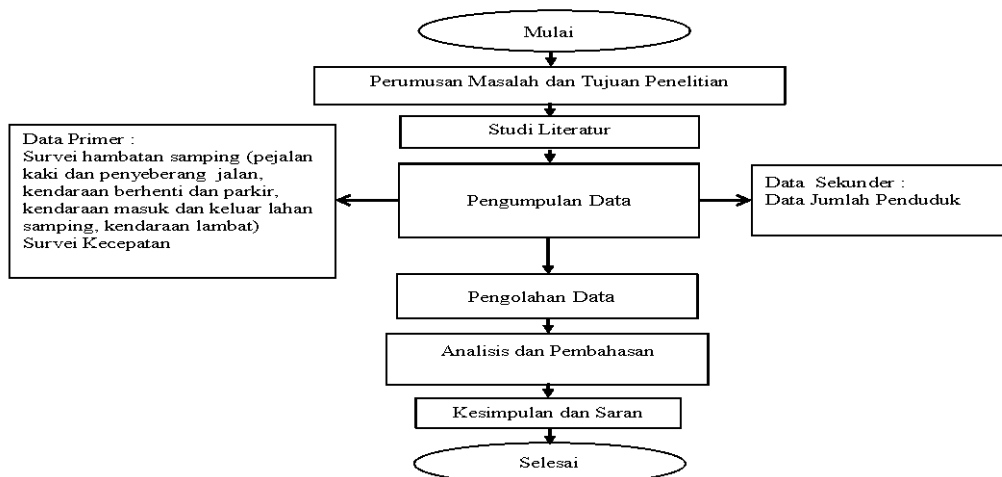 Mulai
Perumusan Masalah dan Tujuan Penelitian
Studi Literatur
Data Primer :
Survei hambatan samping (pejalan
kaki dan penyeberang jalan,
kendaraan berhenti dan parkir,
kendaraan masuk dan keluar lahan
samping, kendaraan lambat)
Survei Kecepatan
Pengumpulan Data
Data Sekunder :
Data Jumlah Penduduk
Pengolahan Data
Analisis dan Pembahasan
Kesimpulan dan Saran
Selesai